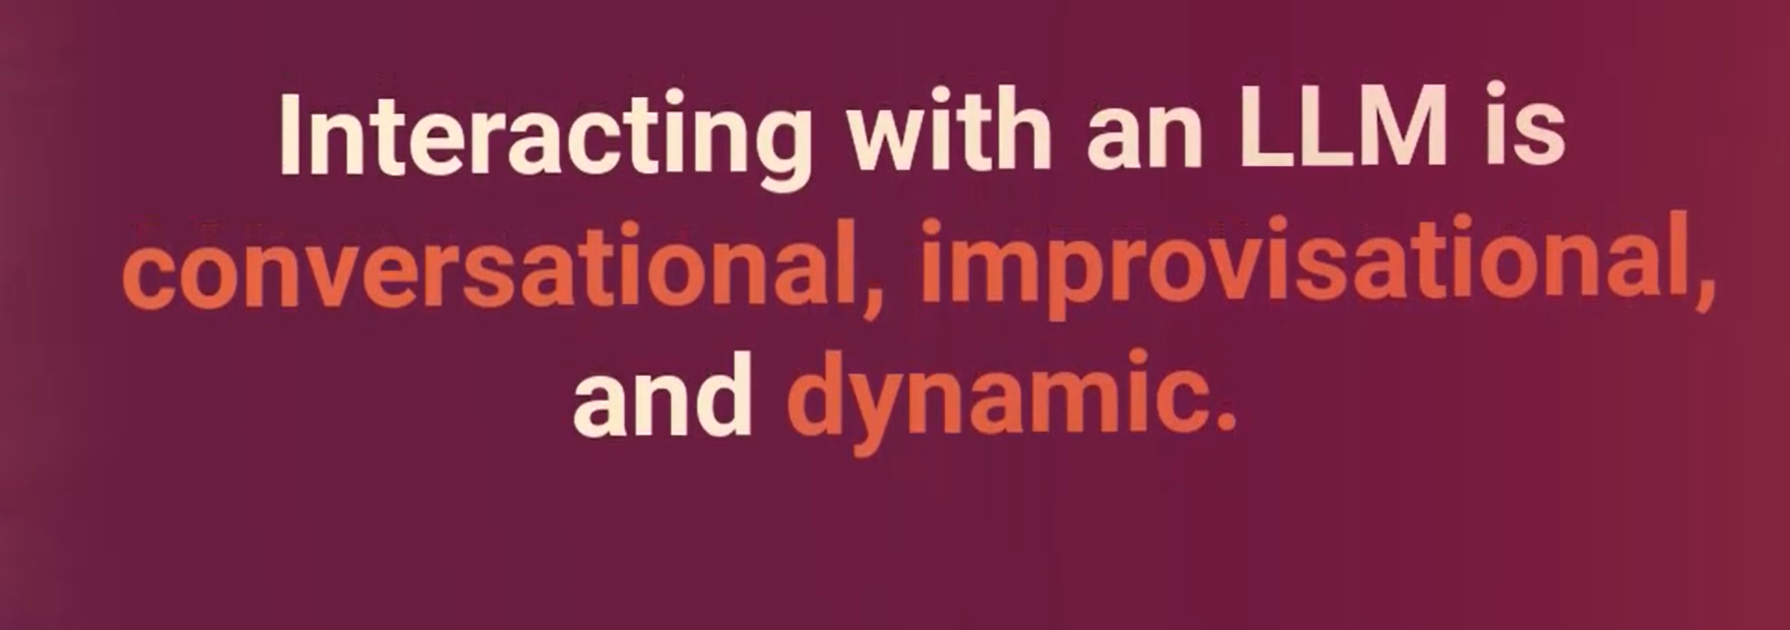 Interacting with an LLM is
conversational, improvisational,
and dynamic.